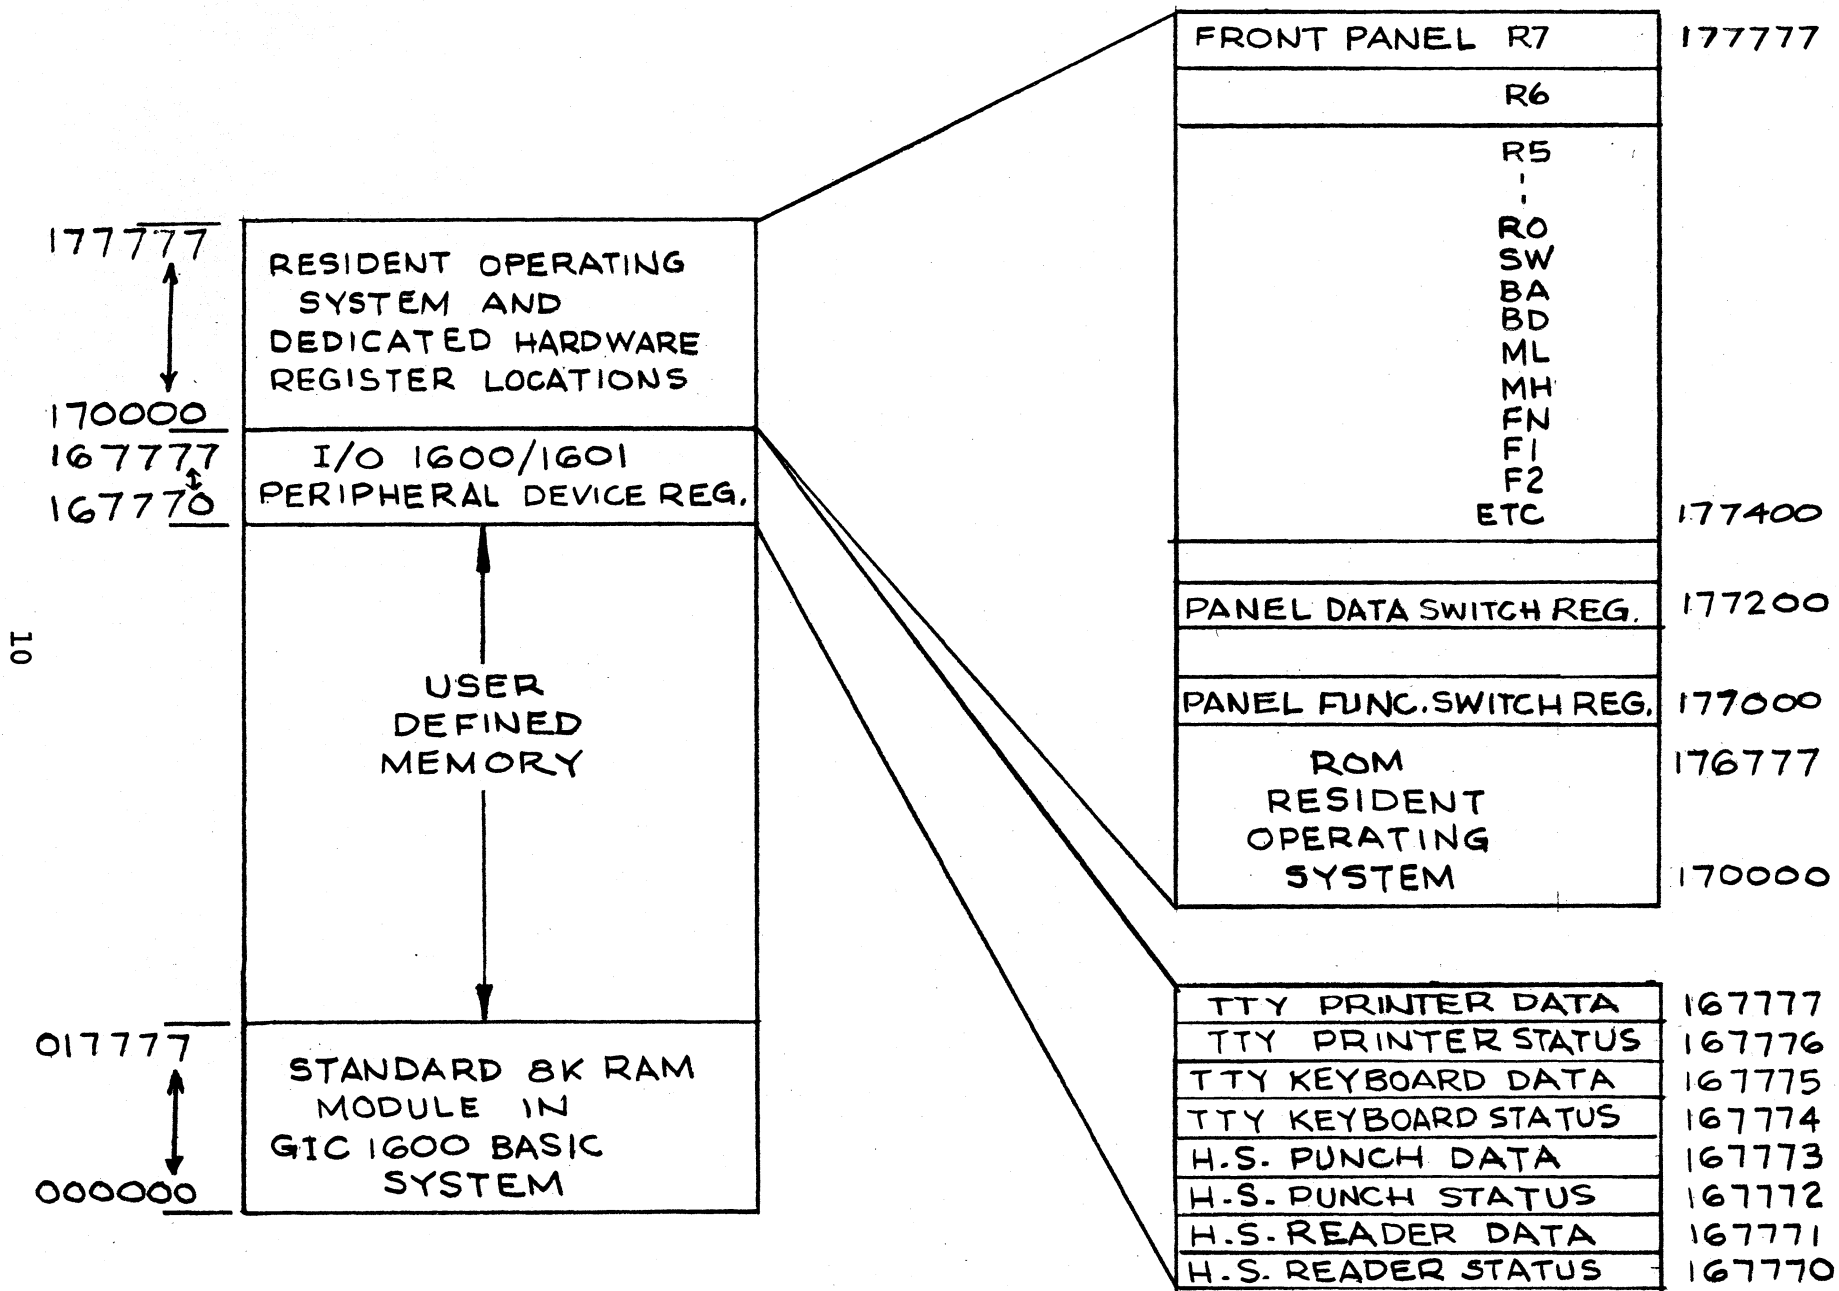 177777
RESIDENT OPERATING
SYSTEM AND
DEDICATED HARDWARE
REGISTER LOCATIONS
170000
167777
I/O 1600/1601
PERIPHERAL DEVICE REG.
167770
USER
DEFINED
MEMORY
017777
STANDARD 8K RAM
MODULE IN
GIC 1600 BASIC
SYSTEM
000000
10
FRONT PANEL R7 177777
R6
R5
R0
SW
BA
BD
ML
MH
FN
F1
F2
ETC 177400
PANEL DATA SWITCH REG. 177200
PANEL FUNC. SWITCH REG. 177000
ROM 176777
RESIDENT
OPERATING
SYSTEM 170000
TTY PRINTER DATA 167777
TTY PRINTER STATUS 167776
TTY KEYBOARD DATA 167775
TTY KEYBOARD STATUS 167774
H.S. PUNCH DATA 167773
H.S. PUNCH STATUS 167772
H.S. READER DATA 167771
H.S. READER STATUS 167770